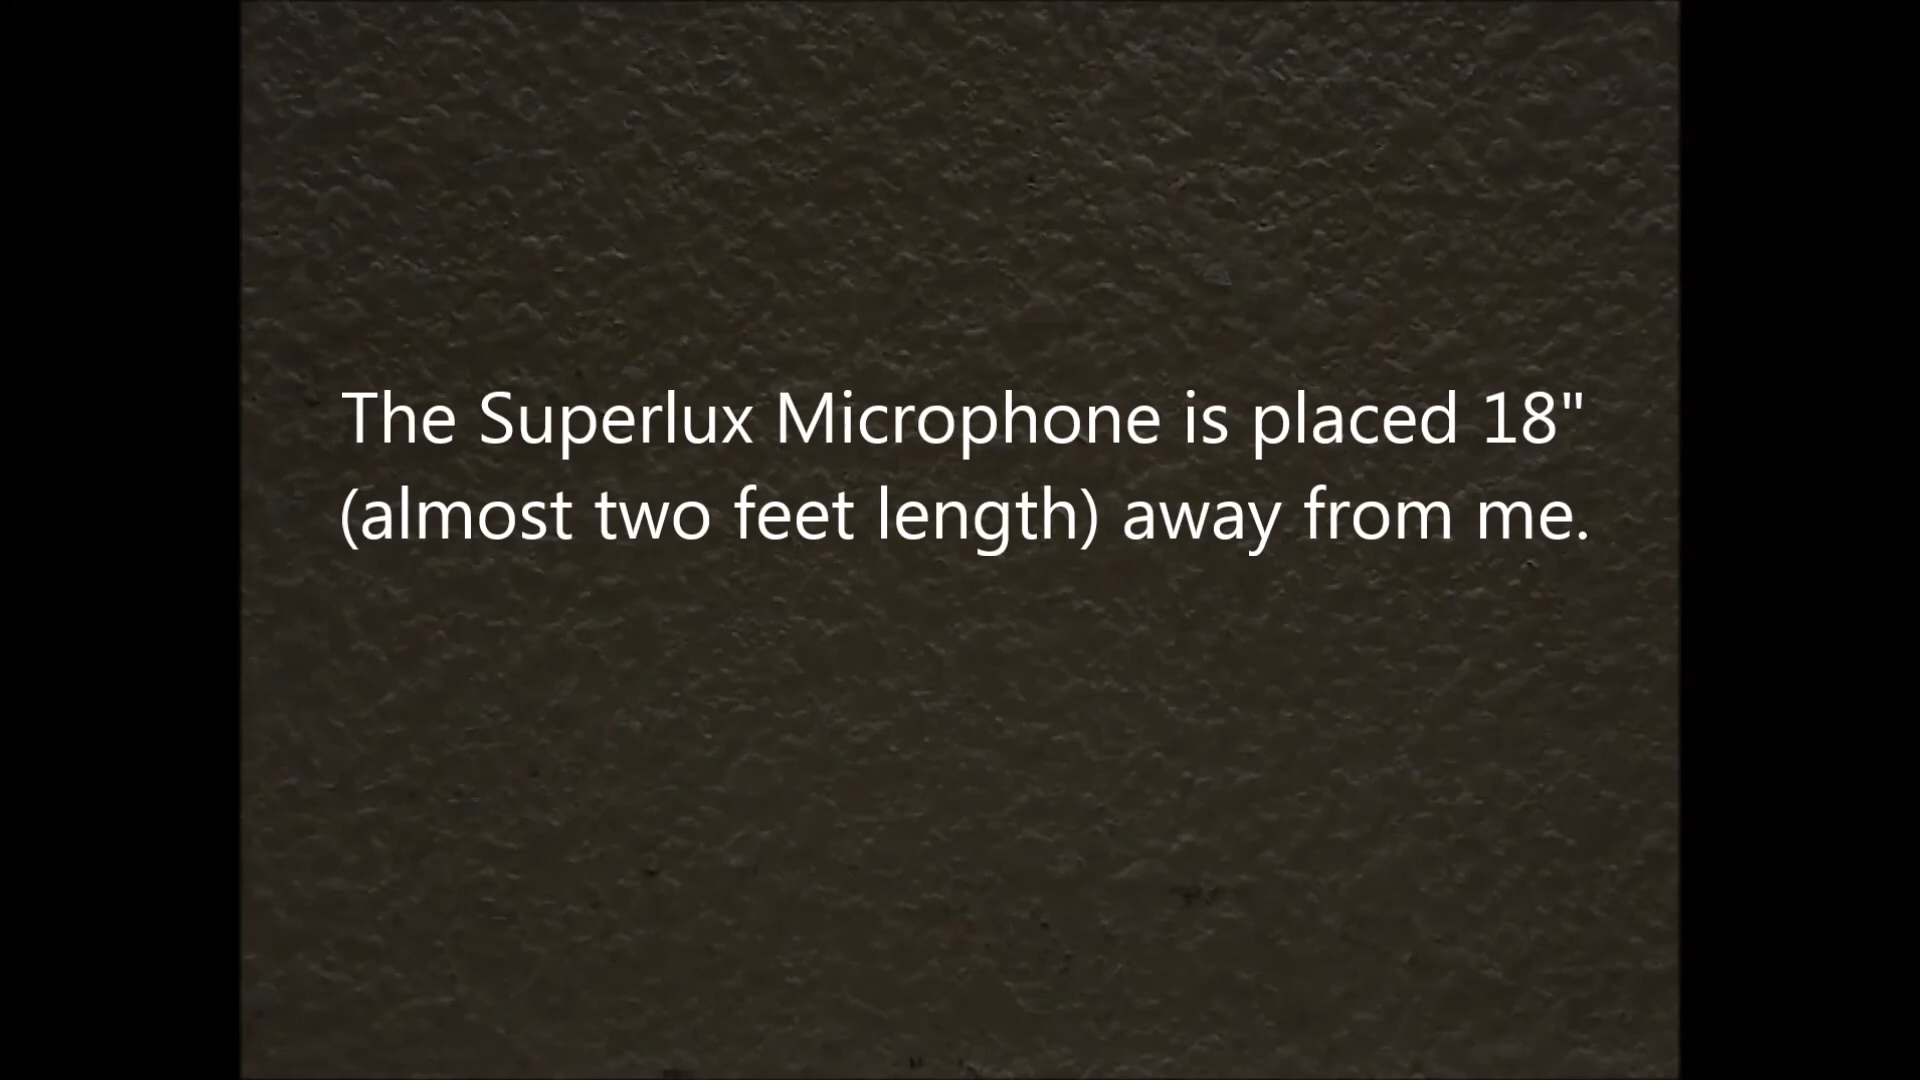 The Superlux Microphone is placed 18"
(almost two feet length) away from me.